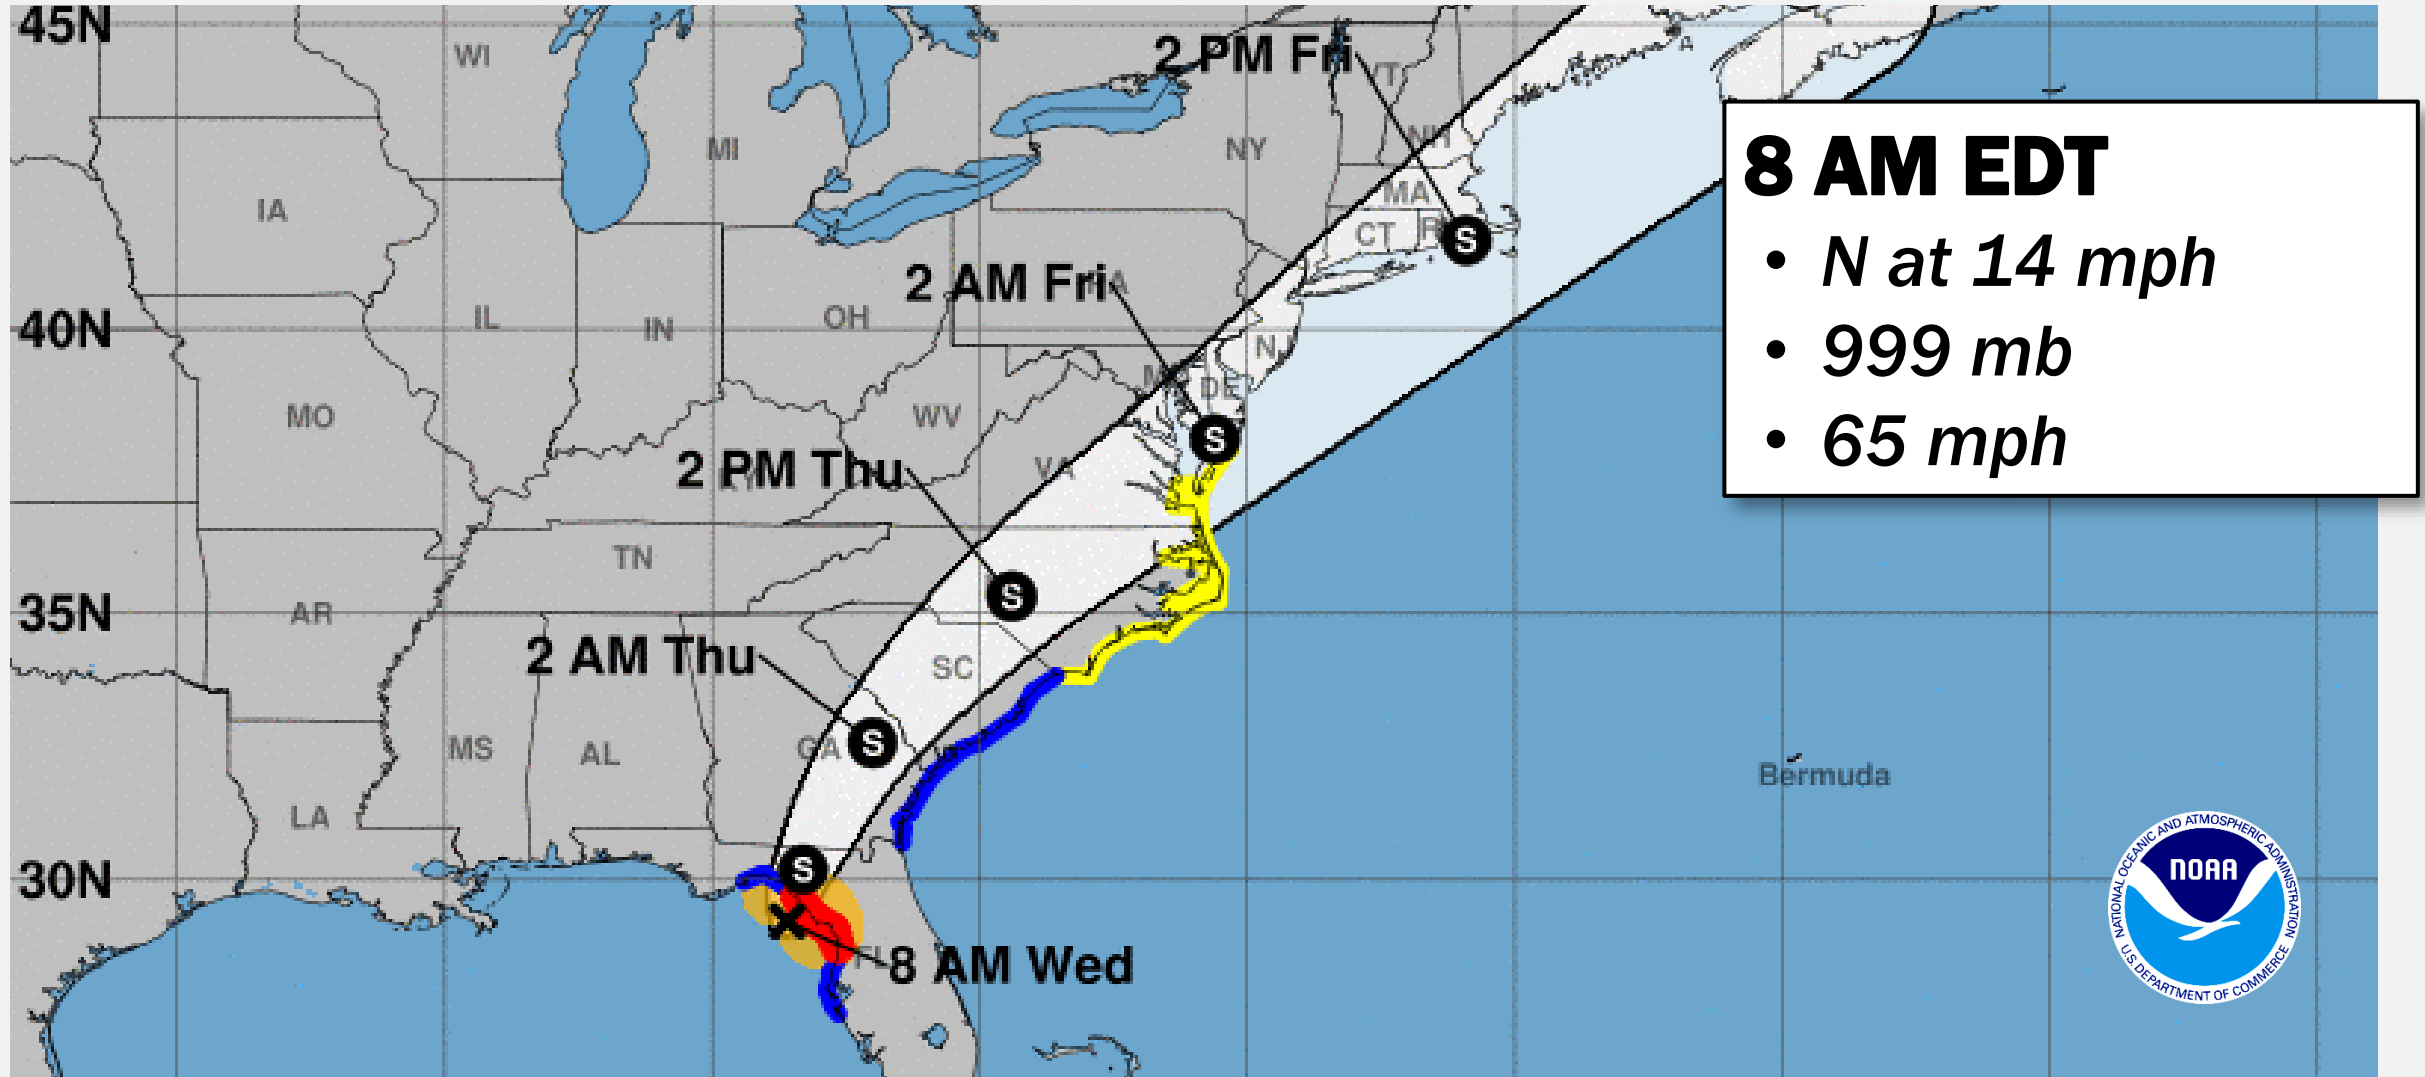 45N
WI
2 PM Fri
VT
A
8 AM EDT
NH
MI
NY
• N at 14 mph
MA
IA
CT
S
2 AM Fri
40N
IL
IN
OH
• 999 mb
DE
MO
WV
• 65 mph
S
2 PM Thu
VA
TN
S
35N
AR
2 AM Thu
SC
GA
S
MS
AL
Bermuda
LA
30N
S
NATIONAL OCEANIC AND ATMOSPHERIC ADMINISTRATION
NOAA
U.S. DEPARTMENT OF COMMERCE
FL
8 AM Wed